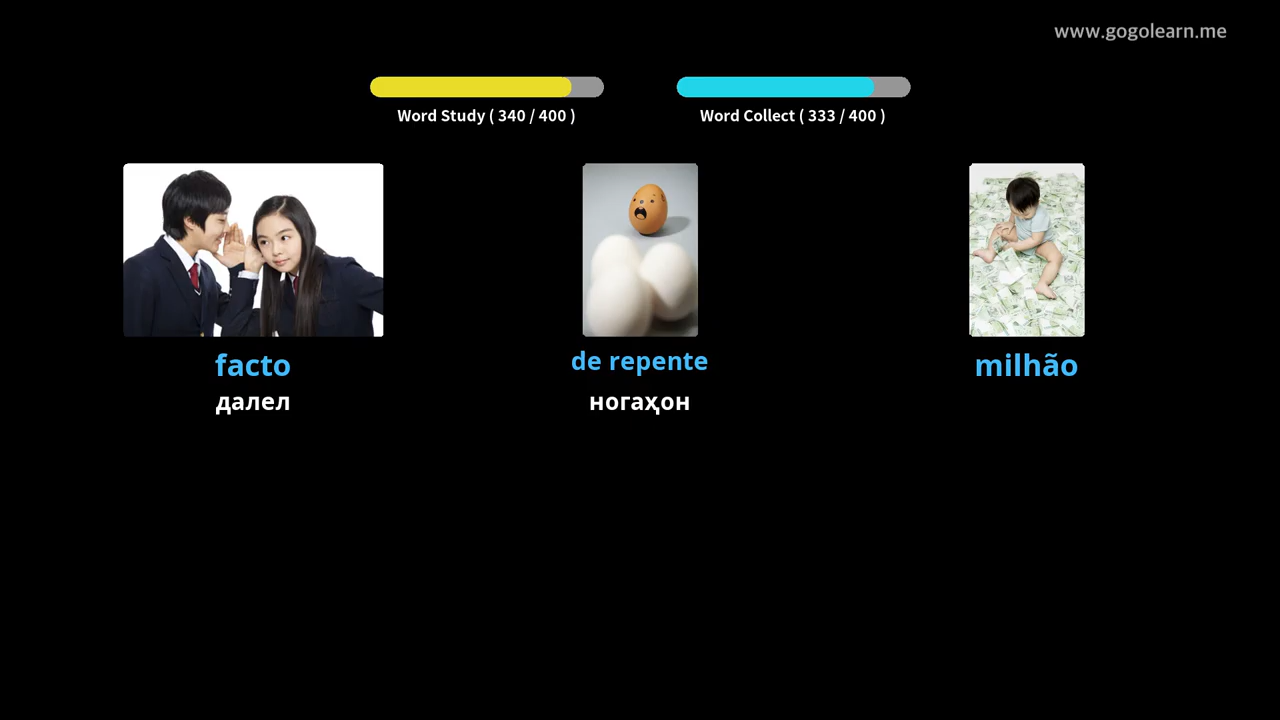 www.gogolearn.me
Word Study ( 340 / 400 )
Word Collect ( 333 / 400 )
facto
далел
de repente
ногаҳон
milhão